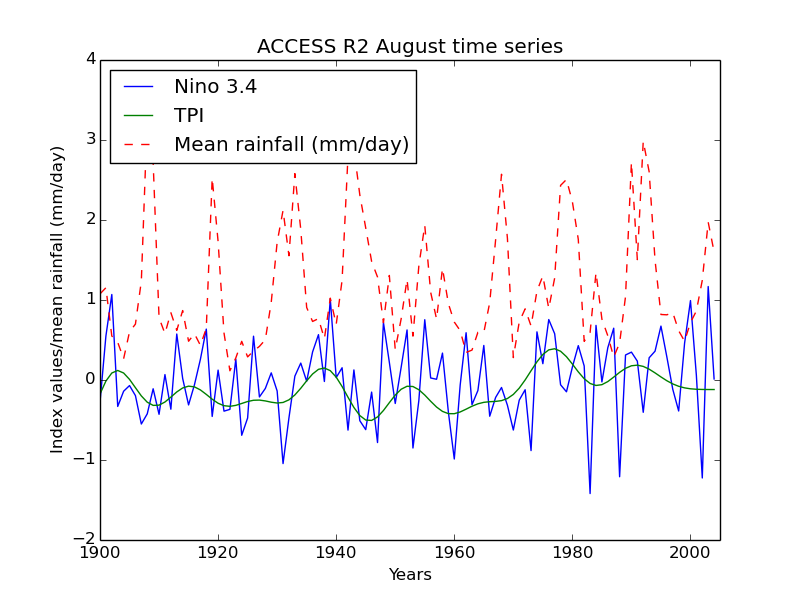 ACCESS R2 August time series
4
Nino 3.4
TPI
Mean rainfall (mm/day)
3
2
1
0
−1
−2
Index values/mean rainfall (mm/day)
1900 1920 1940 1960 1980 2000
Years